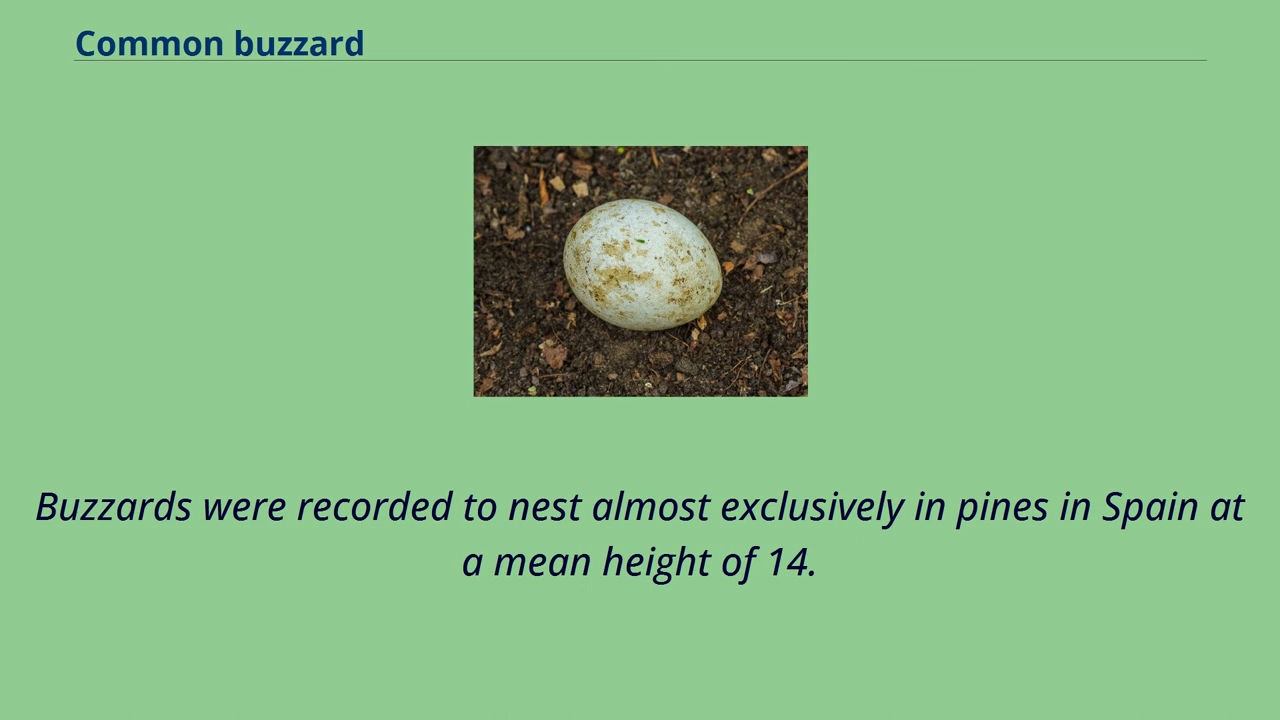 Common buzzard
Buzzards were recorded to nest almost exclusively in pines in Spain at
a mean height of 14.